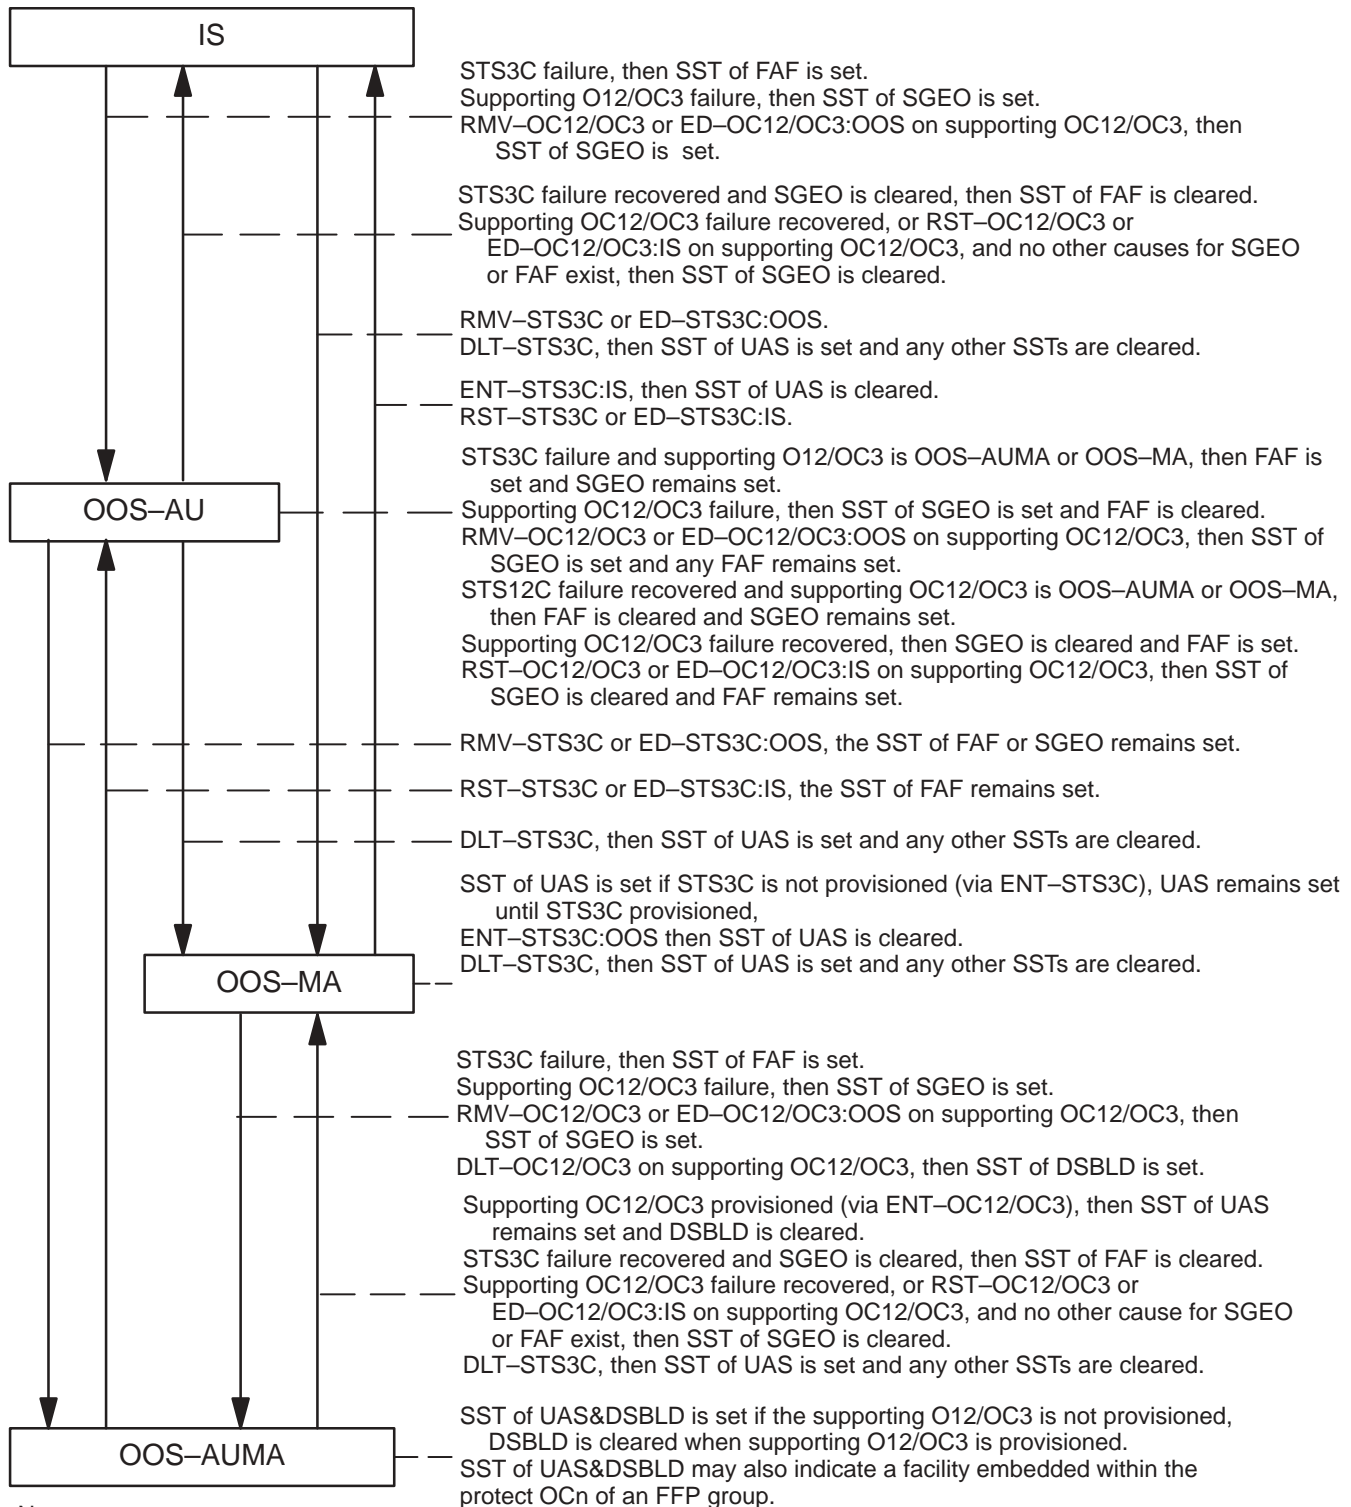 IS
STS3C failure, then SST of FAF is set.
Supporting O12/OC3 failure, then SST of SGEO is set.
RMV–OC12/OC3 or ED–OC12/OC3:OOS on supporting OC12/OC3, then
SST of SGEO is set.
STS3C failure recovered and SGEO is cleared, then SST of FAF is cleared.
Supporting OC12/OC3 failure recovered, or RST–OC12/OC3 or
ED–OC12/OC3:IS on supporting OC12/OC3, and no other causes for SGEO
or FAF exist, then SST of SGEO is cleared.
RMV–STS3C or ED–STS3C:OOS.
DLT–STS3C, then SST of UAS is set and any other SSTs are cleared.
ENT–STS3C:IS, then SST of UAS is cleared.
RST–STS3C or ED–STS3C:IS.
OOS–AU
STS3C failure and supporting O12/OC3 is OOS–AUMA or OOS–MA, then FAF is
set and SGEO remains set.
Supporting OC12/OC3 failure, then SST of SGEO is set and FAF is cleared.
RMV–OC12/OC3 or ED–OC12/OC3:OOS on supporting OC12/OC3, then SST of
SGEO is set and any FAF remains set.
STS12C failure recovered and supporting OC12/OC3 is OOS–AUMA or OOS–MA,
then FAF is cleared and SGEO remains set.
Supporting OC12/OC3 failure recovered, then SGEO is cleared and FAF is set.
RST–OC12/OC3 or ED–OC12/OC3:IS on supporting OC12/OC3, then SST of
SGEO is cleared and FAF remains set.
RMV–STS3C or ED–STS3C:OOS, the SST of FAF or SGEO remains set.
RST–STS3C or ED–STS3C:IS, the SST of FAF remains set.
DLT–STS3C, then SST of UAS is set and any other SSTs are cleared.
OOS–MA
SST of UAS is set if STS3C is not provisioned (via ENT–STS3C), UAS remains set
until STS3C provisioned,
ENT–STS3C:OOS then SST of UAS is cleared.
DLT–STS3C, then SST of UAS is set and any other SSTs are cleared.
STS3C failure, then SST of FAF is set.
Supporting OC12/OC3 failure, then SST of SGEO is set.
RMV–OC12/OC3 or ED–OC12/OC3:OOS on supporting OC12/OC3, then
SST of SGEO is set.
DLT–OC12/OC3 on supporting OC12/OC3, then SST of DSBLD is set.
Supporting OC12/OC3 provisioned (via ENT–OC12/OC3), then SST of UAS
remains set and DSBLD is cleared.
STS3C failure recovered and SGEO is cleared, then SST of FAF is cleared.
Supporting OC12/OC3 failure recovered, or RST–OC12/OC3 or
ED–OC12/OC3:IS on supporting OC12/OC3, and no other cause for SGEO
or FAF exist, then SST of SGEO is cleared.
DLT–STS3C, then SST of UAS is set and any other SSTs are cleared.
OOS–AUMA
SST of UAS&DSBLD is set if the supporting O12/OC3 is not provisioned,
DSBLD is cleared when supporting O12/OC3 is provisioned.
SST of UAS&DSBLD may also indicate a facility embedded within the
protect OCn of an FFP group.